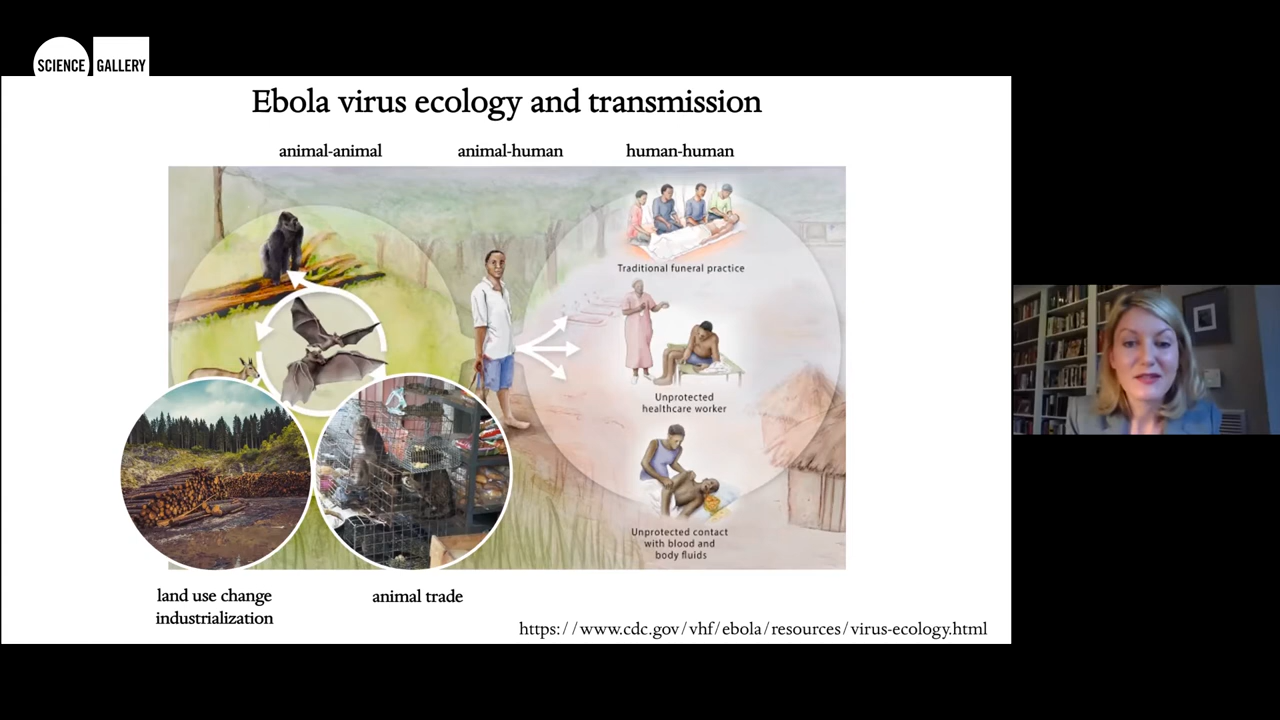 SCIENCE GALLERY
Ebola virus ecology and transmission
animal-animal
animal-human
human-human
Traditional funeral practice
Unprotected
healthcare worker
Unprotected contact
with blood and
body fluids
land use change
industrialization
animal trade
https://www.cdc.gov/vhf/ebola/resources/virus-ecology.html